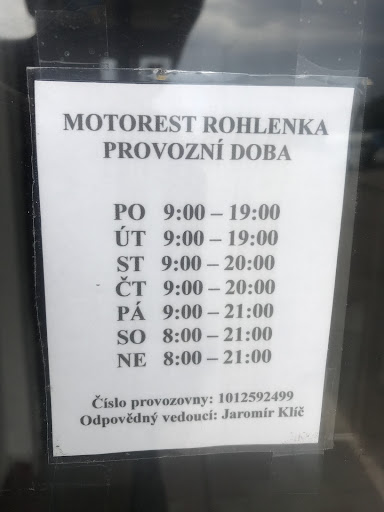 MOTOREST ROHLENKA
PROVOZNÍ DOBA
PO 9:00 – 19:00
ÚT 9:00 – 19:00
ST 9:00 – 20:00
ČT 9:00 – 20:00
PÁ 9:00 – 21:00
SO 8:00 – 21:00
NE 8:00 – 21:00
Číslo provozovny: 1012592499
Odpovědný vedoucí: Jaromír Klíč